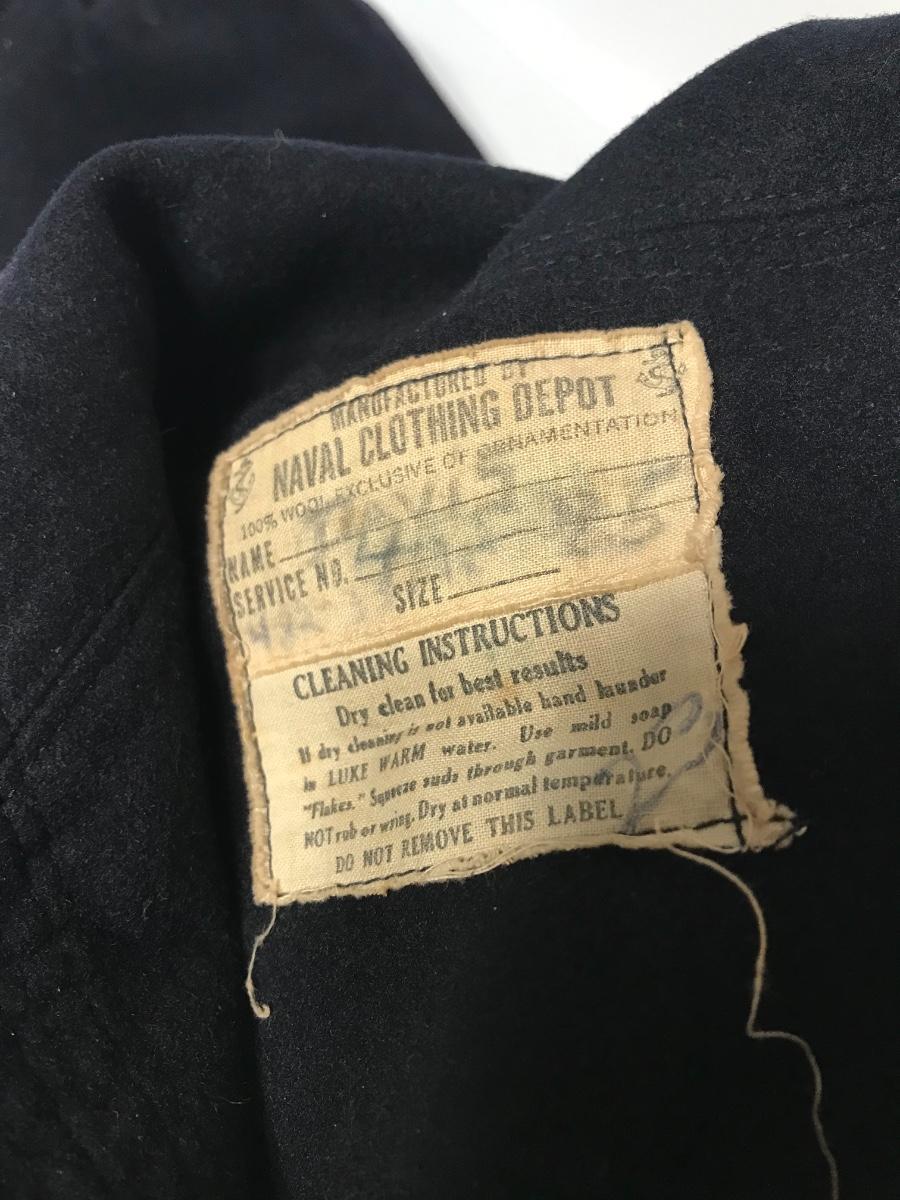 MANUFACTURED BY
NAVAL CLOTHING DEPOT
100% WOOL EXCLUSIVE OF ORNAMENTATION
NAME
SERVICE NO.
SIZE
CLEANING INSTRUCTIONS
Dry clean for best results
If dry cleaning is not available hand launder
in LUKE WARM water. Use mild soap
"Flakes." Squeeze suds through garment. DO
NOT rub or wring. Dry at normal temperature.
DO NOT REMOVE THIS LABEL